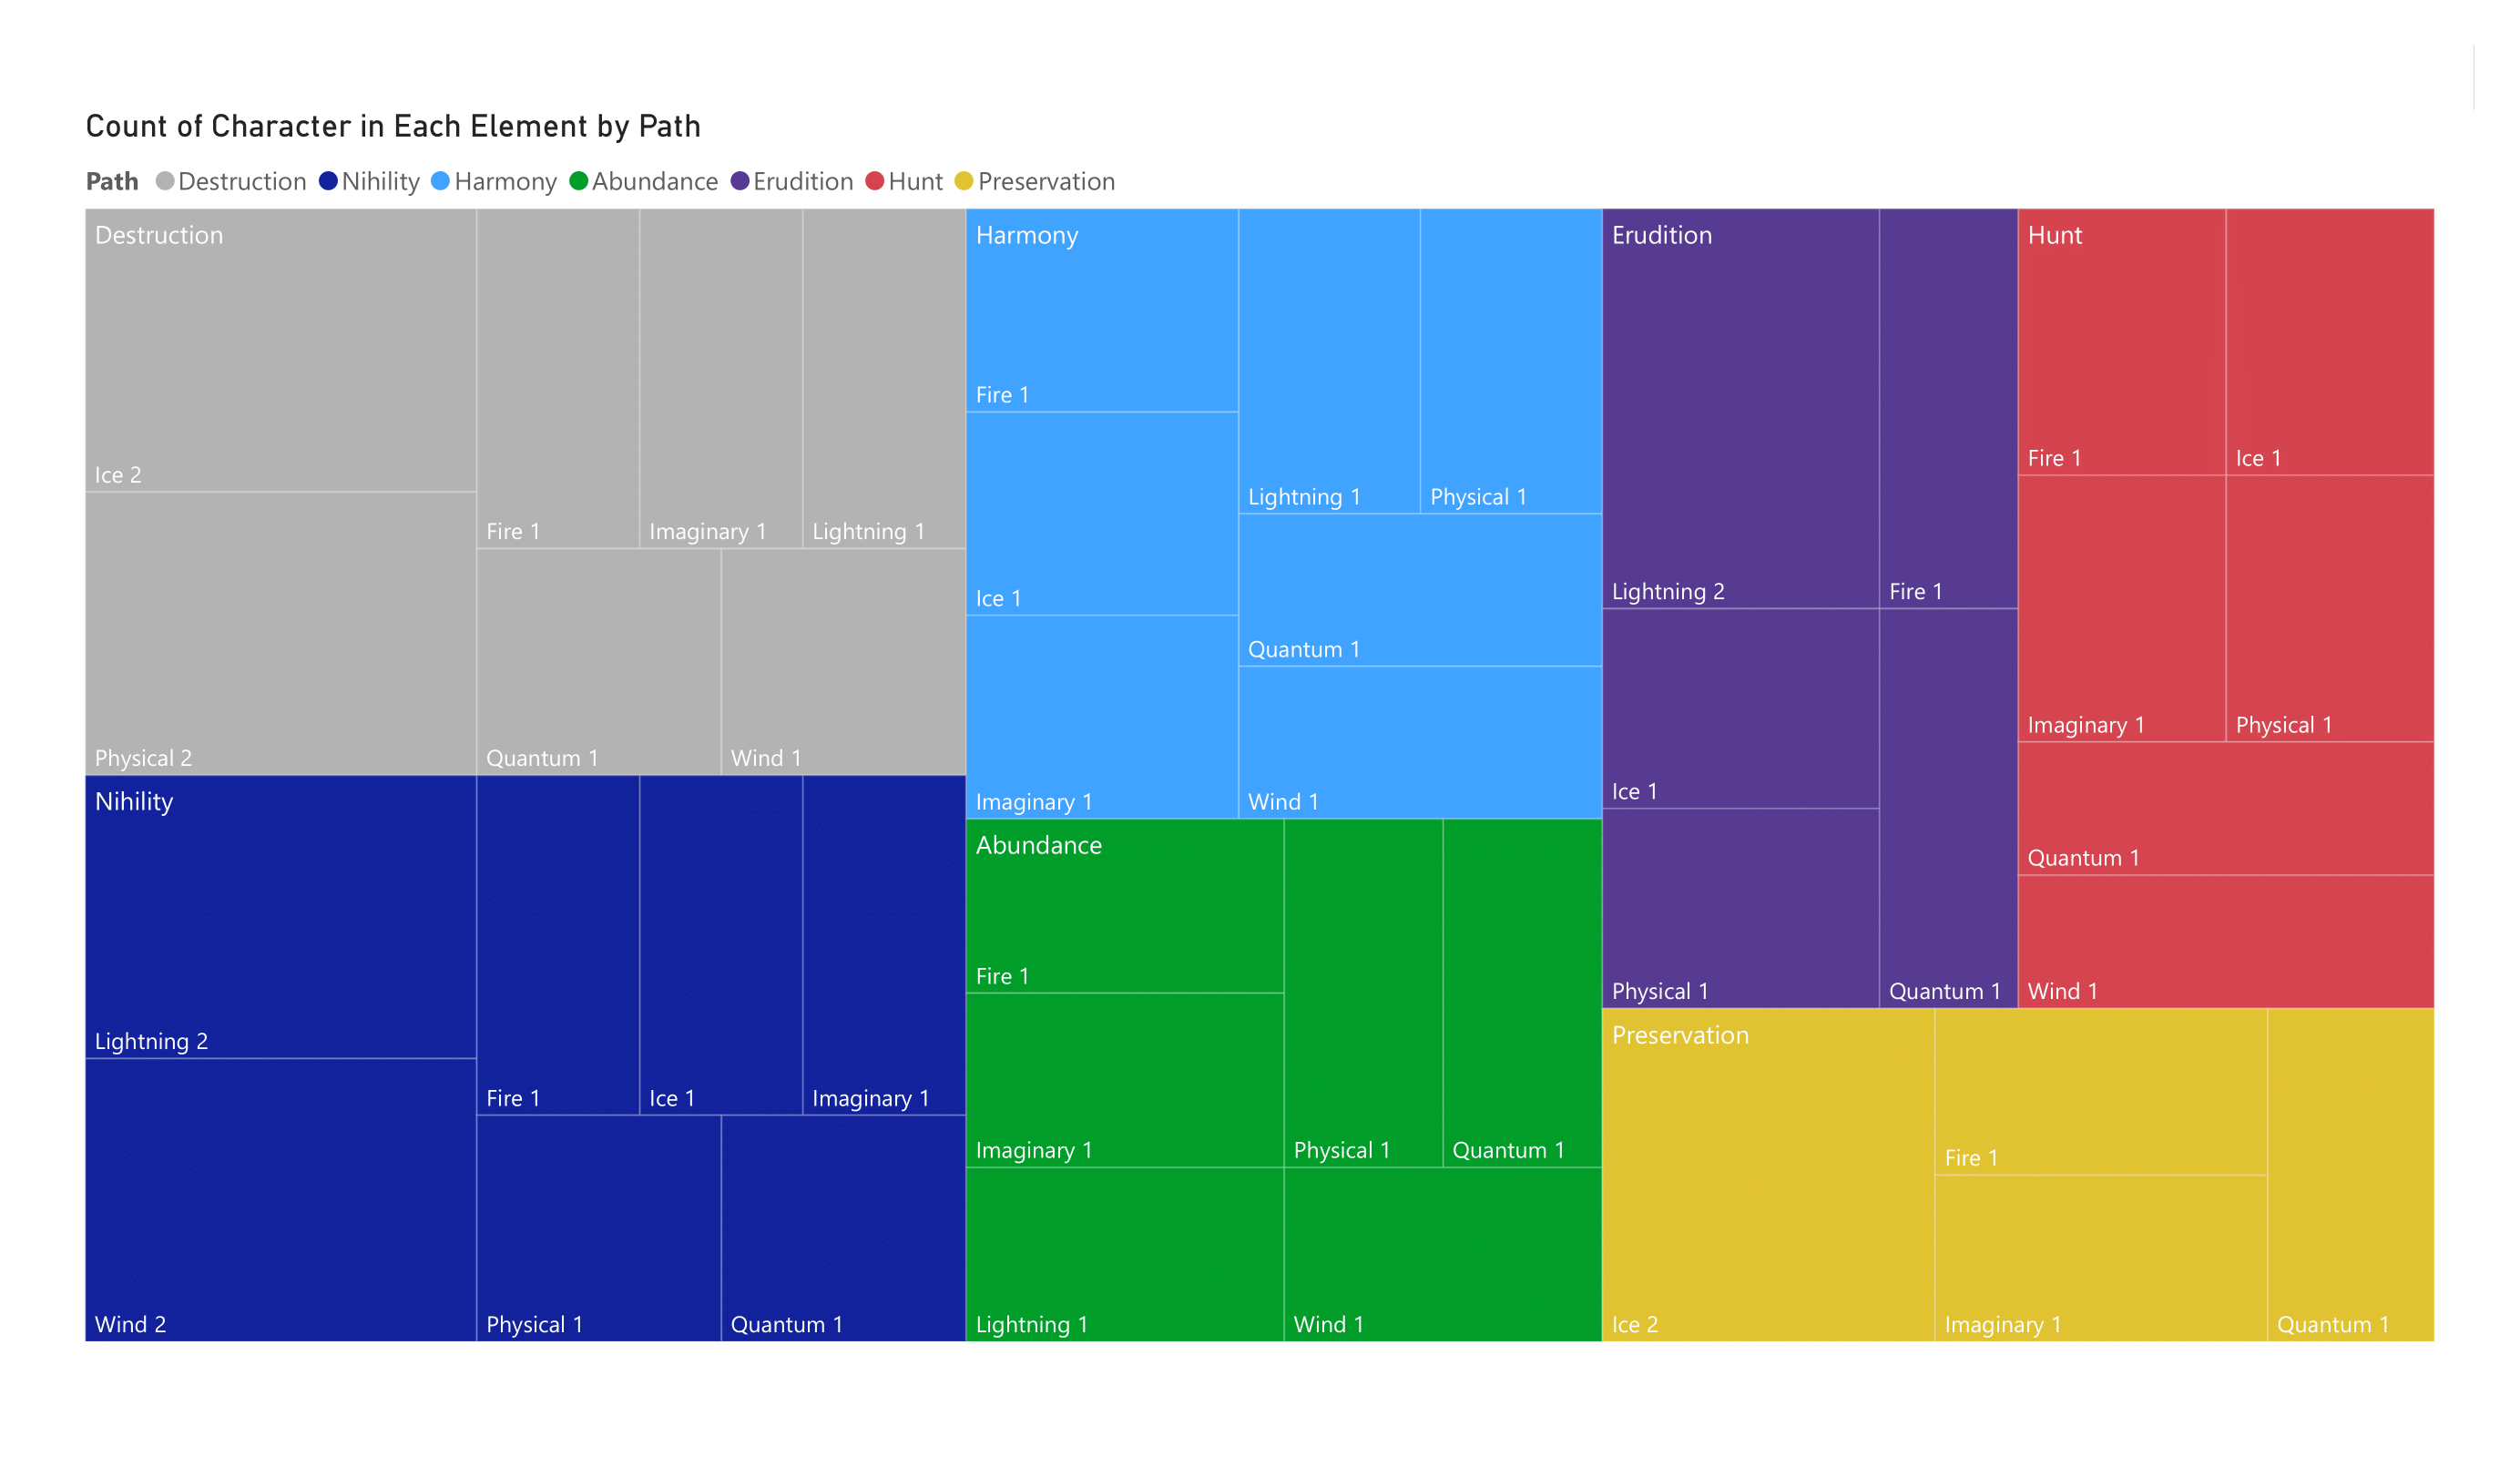 Count of Character in Each Element by Path
Path Destruction Nihility Harmony Abundance Erudition Hunt Preservation
Destruction
Ice 2
Physical 2
Fire 1
Imaginary 1
Lightning 1
Quantum 1
Wind 1
Nihility
Lightning 2
Wind 2
Fire 1
Ice 1
Imaginary 1
Physical 1
Quantum 1
Harmony
Fire 1
Ice 1
Imaginary 1
Lightning 1
Physical 1
Quantum 1
Wind 1
Abundance
Fire 1
Imaginary 1
Lightning 1
Physical 1
Quantum 1
Wind 1
Erudition
Lightning 2
Ice 1
Physical 1
Fire 1
Quantum 1
Hunt
Fire 1
Ice 1
Imaginary 1
Physical 1
Quantum 1
Wind 1
Preservation
Ice 2
Fire 1
Imaginary 1
Quantum 1